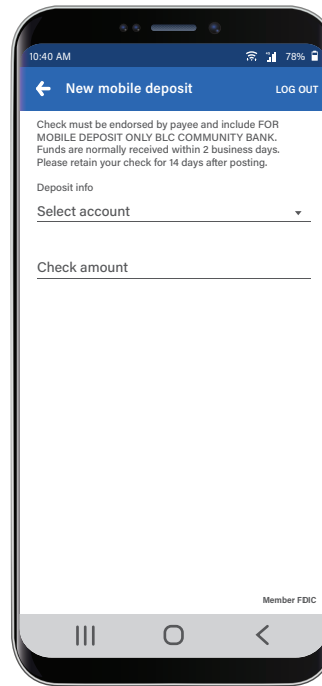 10:40 AM 78%
New mobile deposit LOG OUT
Check must be endorsed by payee and include FOR
MOBILE DEPOSIT ONLY BLC COMMUNITY BANK.
Funds are normally received within 2 business days.
Please retain your check for 14 days after posting.
Deposit info
Select account
Check amount
Member FDIC